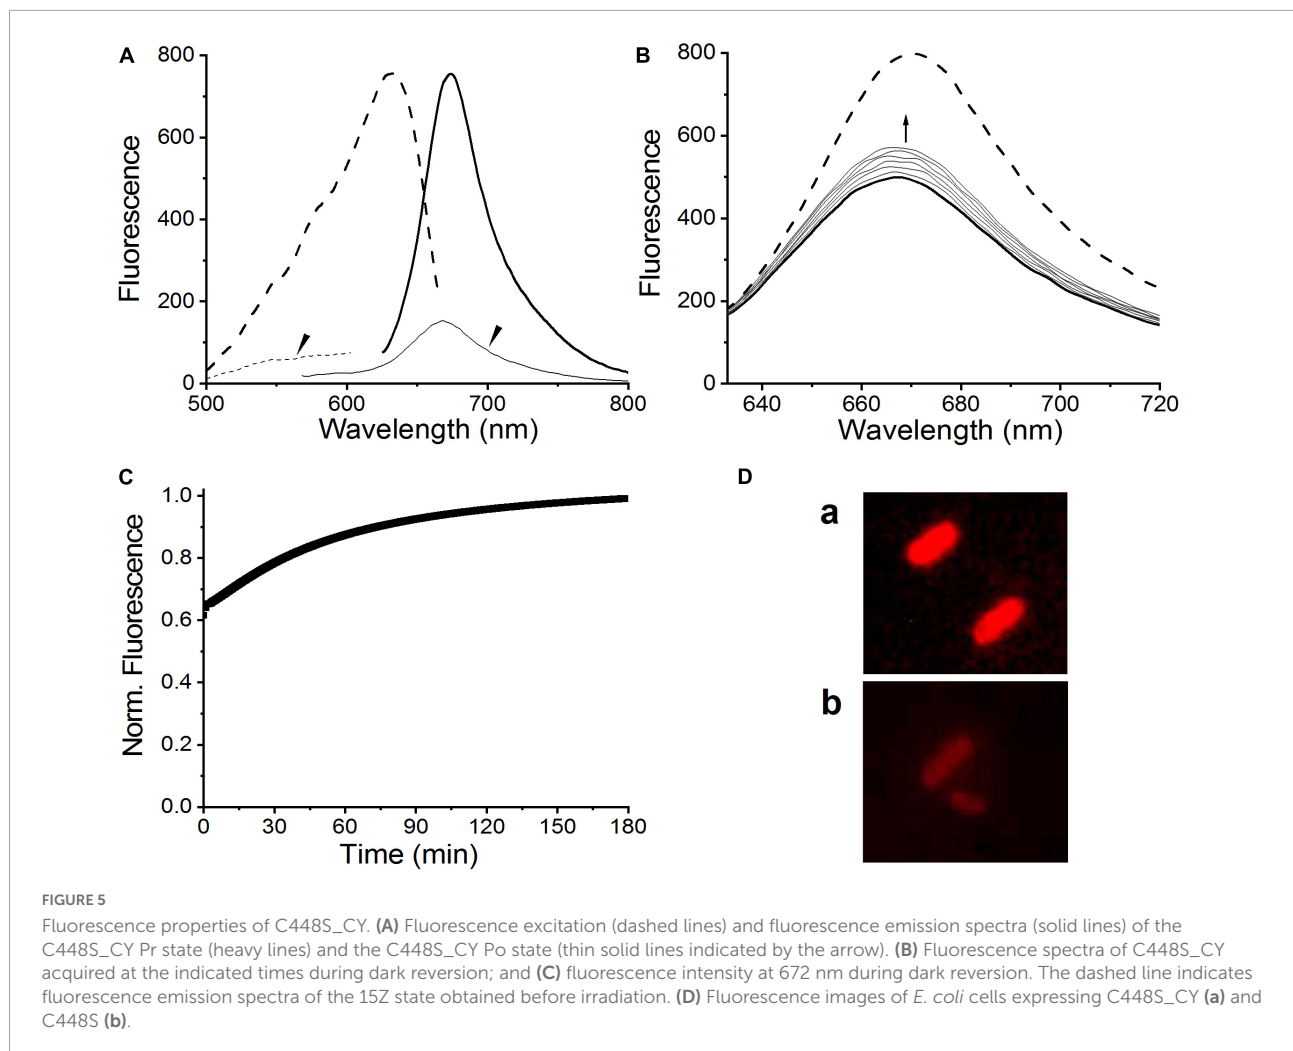 A
800
600
400
200
0
Fluorescence
500
600
700
800
Wavelength (nm)
B
800
600
400
200
0
Fluorescence
640
660
680
700
720
Wavelength (nm)
C
1.0
0.8
0.6
0.4
0.2
0.0
Norm. Fluorescence
0
30
60
90
120
150
180
Time (min)
D
a
b
FIGURE 5
Fluorescence properties of C448S_CY. (A) Fluorescence excitation (dashed lines) and fluorescence emission spectra (solid lines) of the
C448S_CY Pr state (heavy lines) and the C448S_CY Po state (thin solid lines indicated by the arrow). (B) Fluorescence spectra of C448S_CY
acquired at the indicated times during dark reversion; and (C) fluorescence intensity at 672 nm during dark reversion. The dashed line indicates
fluorescence emission spectra of the 15Z state obtained before irradiation. (D) Fluorescence images of E. coli cells expressing C448S_CY (a) and
C448S (b).